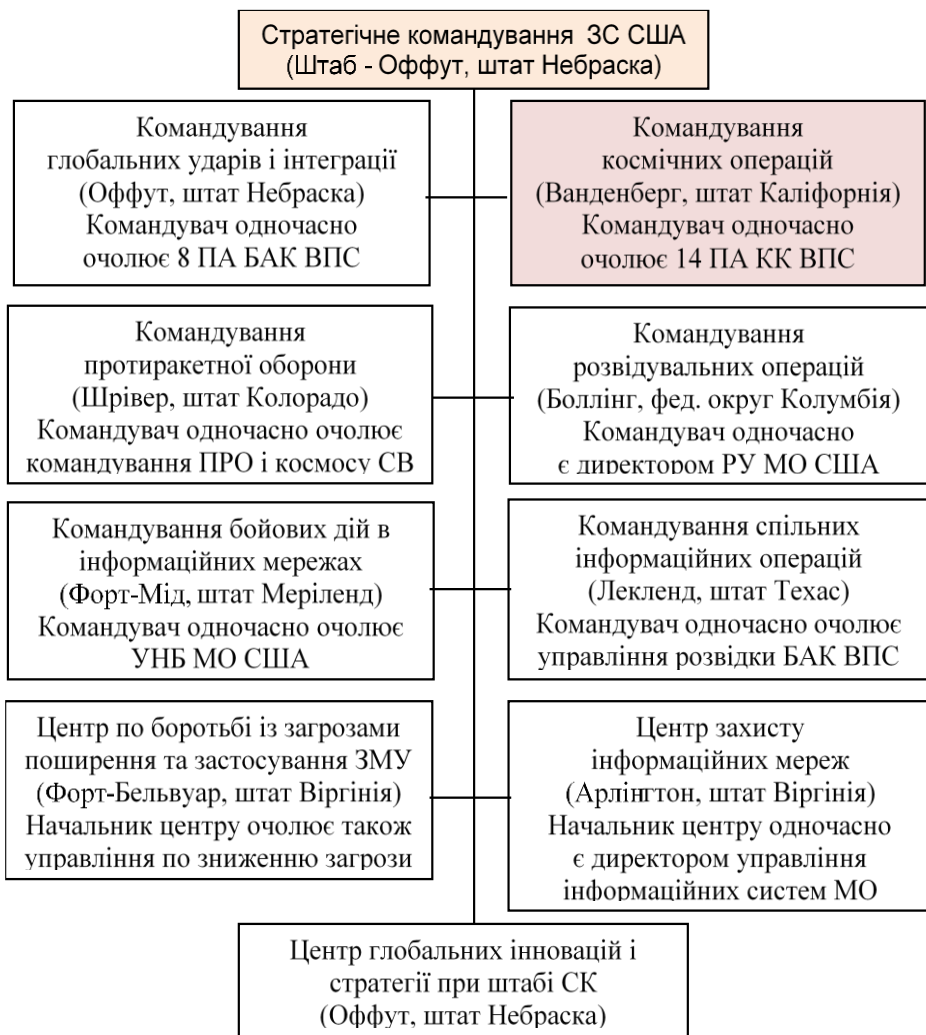 Стратегічне командування ЗС США
(Штаб - Оффут, штат Небраска)
Командування
глобальних ударів і інтеграції
(Оффут, штат Небраска)
Командувач одночасно
очолює 8 ПА БАК ВПС
Командування
космічних операцій
(Ванденберг, штат Каліфорнія)
Командувач одночасно
очолює 14 ПА КК ВПС
Командування
протиракетної оборони
(Шрівер, штат Колорадо)
Командувач одночасно очолює
командування ПРО і космосу СВ
Командування
розвідувальних операцій
(Боллінг, фед. округ Колумбія)
Командувач одночасно
є директором РУ МО США
Командування бойових дій в
інформаційних мережах
(Форт-Мід, штат Меріленд)
Командувач одночасно очолює
УНБ МО США
Командування спільних
інформаційних операцій
(Лекленд, штат Техас)
Командувач одночасно очолює
управління розвідки БАК ВПС
Центр по боротьбі із загрозами
поширення та застосування ЗМУ
(Форт-Бельвуар, штат Віргінія)
Начальник центру очолює також
управління по зниженню загрози
Центр захисту
інформаційних мереж
(Арлінгтон, штат Віргінія)
Начальник центру одночасно
є директором управління
інформаційних систем МО
Центр глобальних інновацій і
стратегії при штабі СК
(Оффут, штат Небраска)